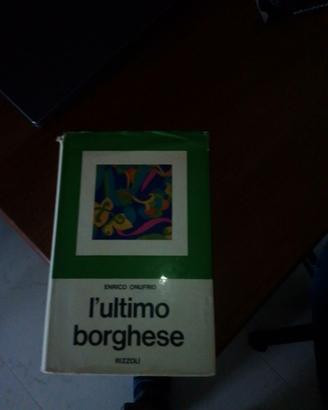 ENRICO ONUFRIO
l'ultimo
borghese
RIZZOLI